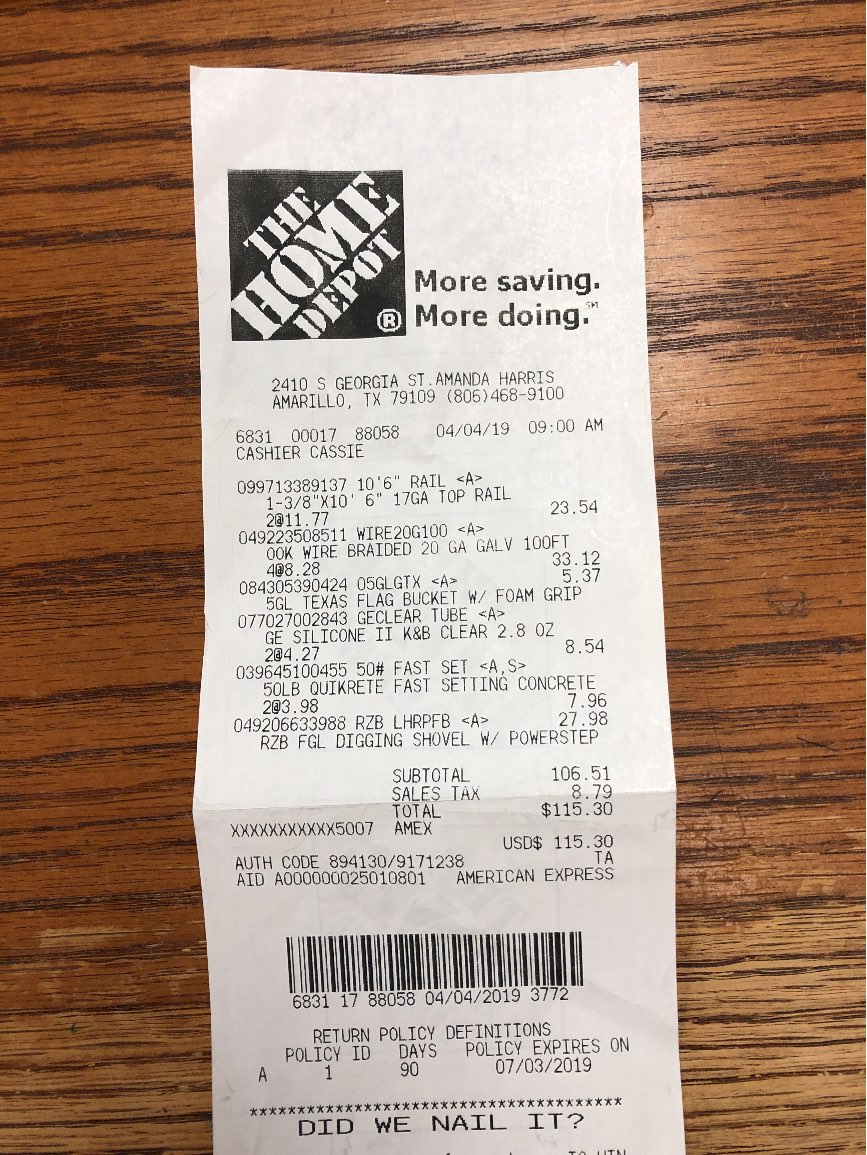 THE
HOME
DEPOT
®
More saving.
More doing.℠
2410 S GEORGIA ST.AMANDA HARRIS
AMARILLO, TX 79109 (806)468-9100
6831 00017 88058 04/04/19 09:00 AM
CASHIER CASSIE
099713389137 10'6" RAIL <A>
1-3/8"X10' 6" 17GA TOP RAIL
2@11.77 23.54
049223508511 WIRE20G100 <A>
OOK WIRE BRAIDED 20 GA GALV 100FT
4@8.28 33.12
084305390424 05GLGTX <A> 5.37
5GL TEXAS FLAG BUCKET W/ FOAM GRIP
077027002843 GECLEAR TUBE <A>
GE SILICONE II K&B CLEAR 2.8 OZ
2@4.27 8.54
039645100455 50# FAST SET <A,S>
50LB QUIKRETE FAST SETTING CONCRETE
2@3.98 7.96
049206633988 RZB LHRPFB <A> 27.98
RZB FGL DIGGING SHOVEL W/ POWERSTEP
SUBTOTAL 106.51
SALES TAX 8.79
TOTAL $115.30
XXXXXXXXXXX5007 AMEX
USD$ 115.30
AUTH CODE 894130/9171238 TA
AID A000000025010801 AMERICAN EXPRESS
6831 17 88058 04/04/2019 3772
RETURN POLICY DEFINITIONS
POLICY ID DAYS POLICY EXPIRES ON
A 1 90 07/03/2019
***************************************
DID WE NAIL IT?